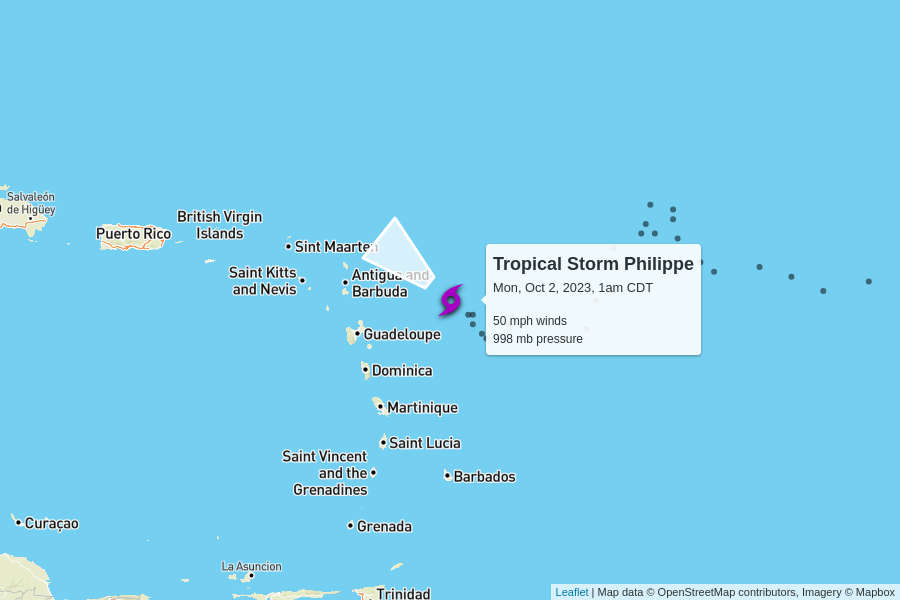 Salvaleón
de Higüey
Puerto Rico
British Virgin
Islands
Sint Maarten
Saint Kitts
and Nevis
Antigua and
Barbuda
Guadeloupe
Dominica
Martinique
Saint Lucia
Saint Vincent
and the
Grenadines
Barbados
Grenada
Curaçao
La Asuncion
Trinidad
Tropical Storm Philippe
Mon, Oct 2, 2023, 1am CDT
50 mph winds
998 mb pressure
Leaflet | Map data © OpenStreetMap contributors, Imagery © Mapbox